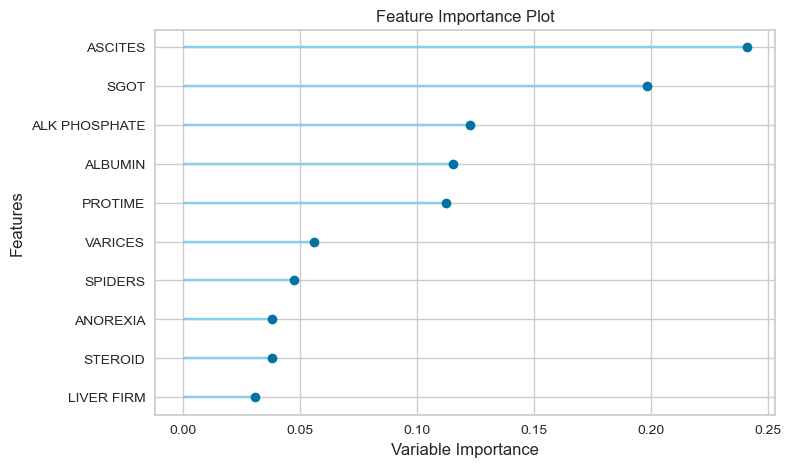 Feature Importance Plot
Features
ASCITES
SGOT
ALK PHOSPHATE
ALBUMIN
PROTIME
VARICES
SPIDERS
ANOREXIA
STEROID
LIVER FIRM
0.00 0.05 0.10 0.15 0.20 0.25
Variable Importance